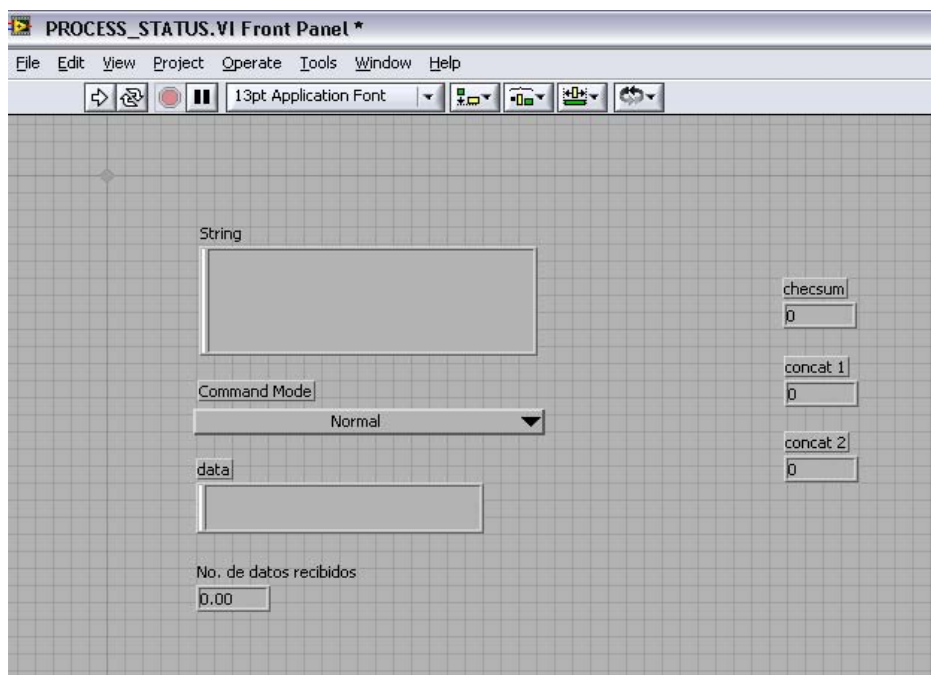 PROCESS_STATUS.VI Front Panel *
File Edit View Project Operate Tools Window Help
13pt Application Font
String
checsum
0
concat 1
0
Command Mode
Normal
concat 2
0
data
No. de datos recibidos
0.00